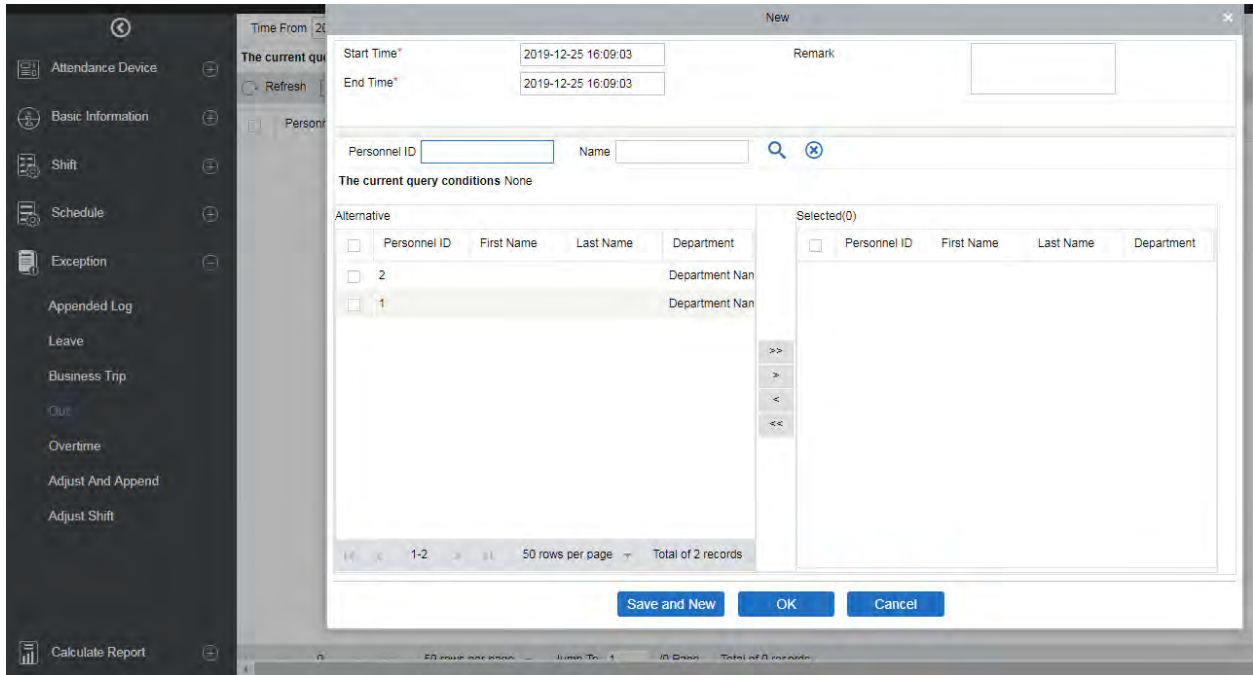 New
Attendance Device
Basic Information
Shift
Schedule
Exception
Appended Log
Leave
Business Trip
Out
Overtime
Adjust And Append
Adjust Shift
Calculate Report
Time From 20
The current qu
Refresh
Person
Start Time* 2019-12-25 16:09:03 Remark
End Time* 2019-12-25 16:09:03
Personnel ID Name
The current query conditions None
Alternative
Personnel ID First Name Last Name Department
2 Department Nan
1 Department Nan
1-2 50 rows per page Total of 2 records
>>
>
<
<<
Selected(0)
Personnel ID First Name Last Name Department
Save and New OK Cancel
50 rows per page Jump To 1 /0 Page Total of 0 records